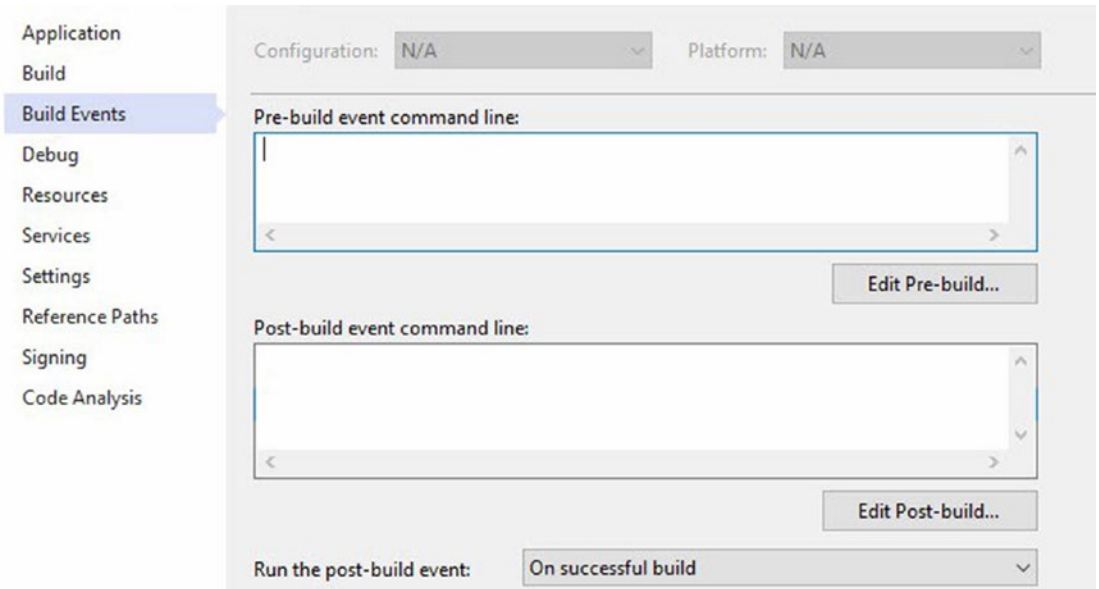 Application
Build
Build Events
Debug
Resources
Services
Settings
Reference Paths
Signing
Code Analysis
Configuration: N/A Platform: N/A
Pre-build event command line:
Edit Pre-build...
Post-build event command line:
Edit Post-build...
Run the post-build event: On successful build